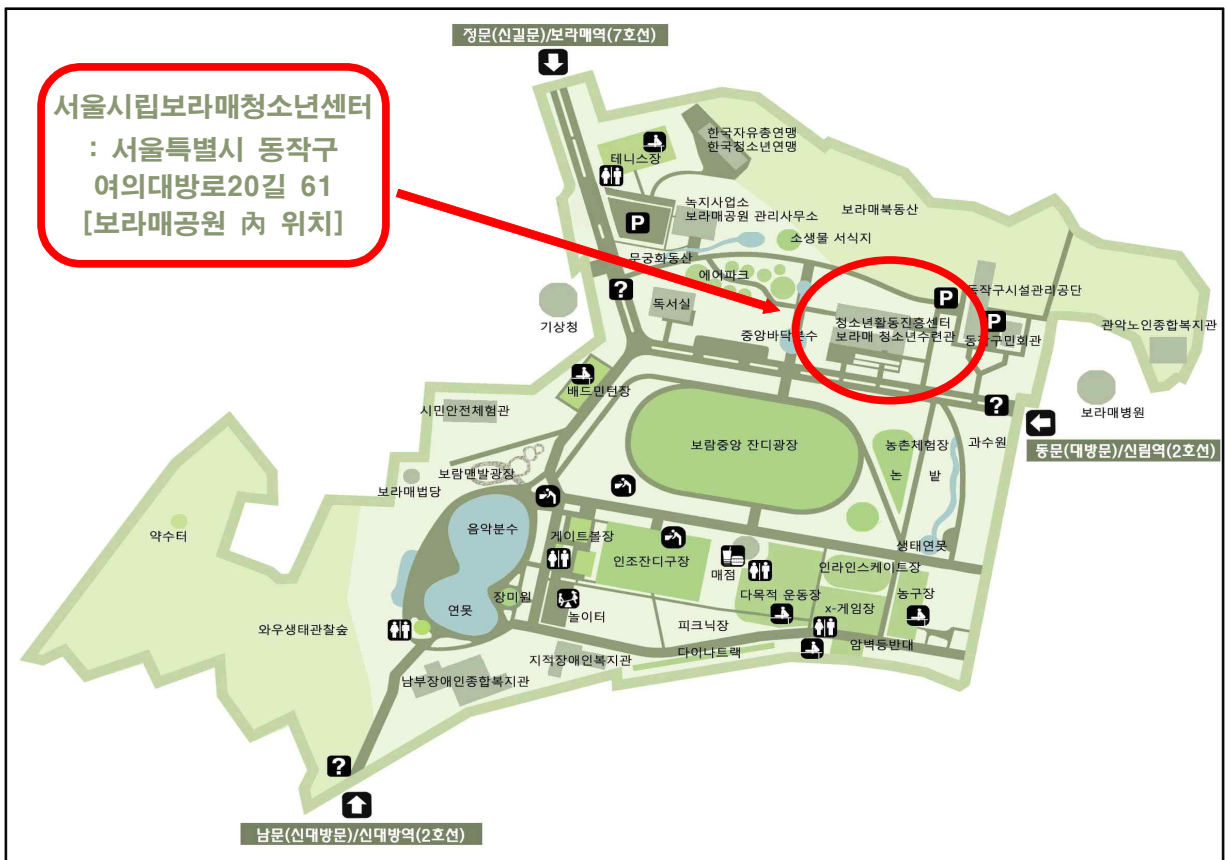 정문(신길문)/보라매역(7호선)
서울시립보라매청소년센터
: 서울특별시 동작구
여의대방로20길 61
[보라매공원 內 위치]
한국자유총연맹
한국청소년연맹
테니스장
P
녹지사업소
보라매공원 관리사무소
보라매북동산
소생물 서식지
무궁화동산
에어파크
?
독서실
기상청
중앙바닥분수
청소년활동진흥센터
보라매 청소년수련관
P
동작구시설관리공단
P
동작구민회관
관악노인종합복지관
보라매병원
?
동문(대방문)/신림역(2호선)
배드민턴장
시민안전체험관
보람중앙 잔디광장
농촌체험장
논
밭
과수원
보람맨발광장
보라매법당
약수터
음악분수
게이트볼장
인조잔디구장
매점
생태연못
인라인스케이트장
다목적 운동장
농구장
x-게임장
연못
장미원
놀이터
피크닉장
암벽등반대
와우생태관찰숲
지적장애인복지관
다이나트랙
남부장애인종합복지관
?
남문(신대방문)/신대방역(2호선)